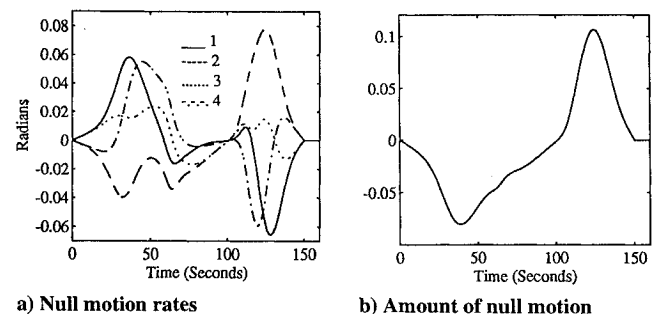 0.08
0.06
0.04
0.02
0
-0.02
-0.04
-0.06
Radians
1
2
3
4
0 50 100 150
Time (Seconds)
a) Null motion rates
0.1
0.05
0
-0.05
0 50 100 150
Time (Seconds)
b) Amount of null motion